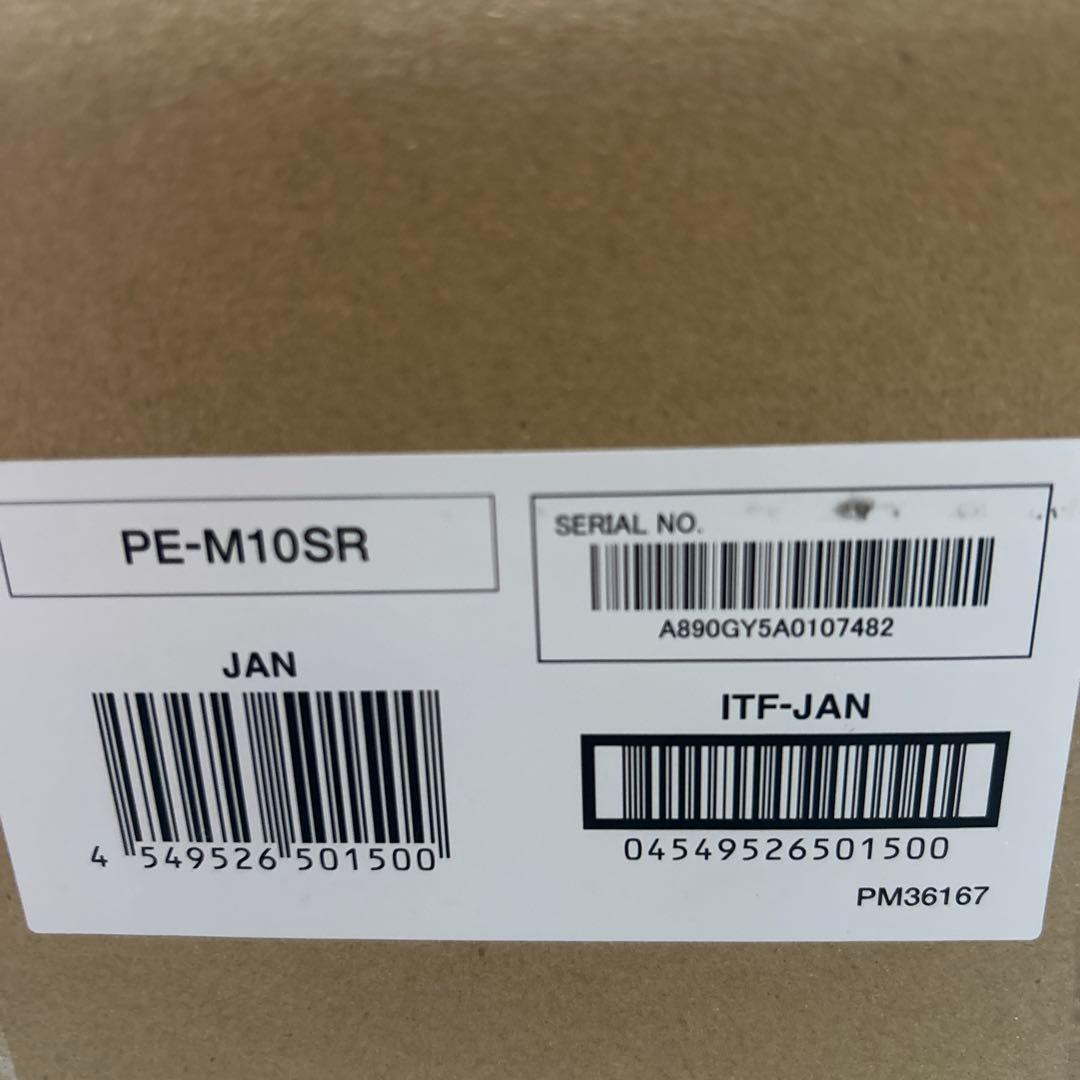 PE-M10SR
SERIAL NO.
A890GY5A0107482
JAN
4 549526 501500
ITF-JAN
04549526501500
PM36167